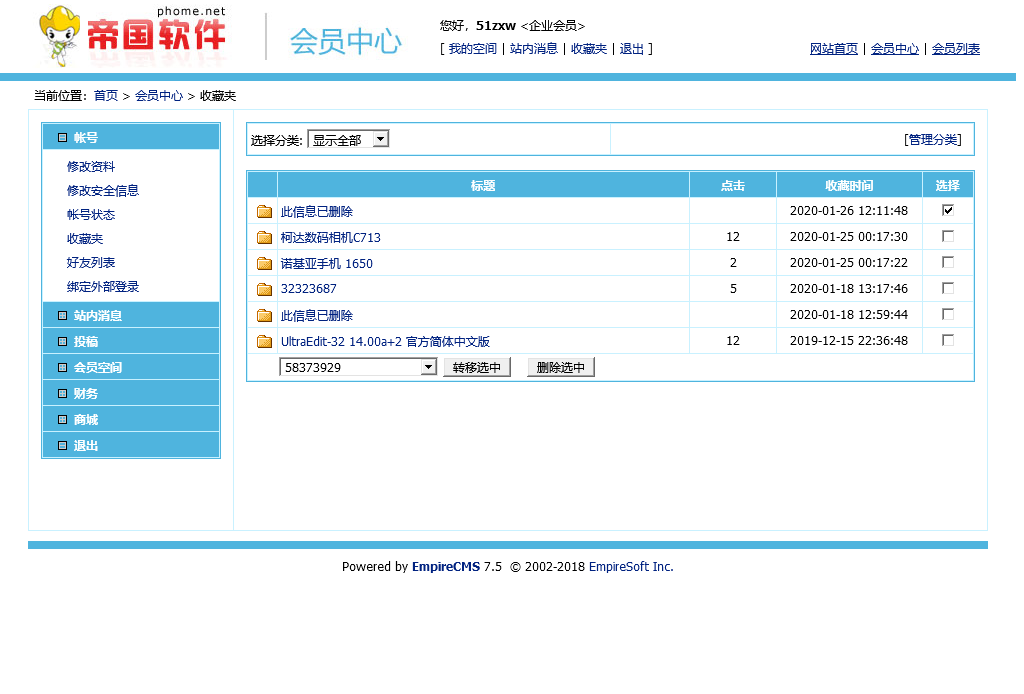 phome.net
帝国软件
会员中心
您好，51zxw <企业会员>
[ 我的空间 | 站内消息 | 收藏夹 | 退出 ]
网站首页 | 会员中心 | 会员列表
当前位置：首页 > 会员中心 > 收藏夹
帐号
修改资料
修改安全信息
帐号状态
收藏夹
好友列表
绑定外部登录
站内消息
投稿
会员空间
财务
商城
退出
选择分类: 显示全部 [管理分类]
标题 点击 收藏时间 选择
此信息已删除 2020-01-26 12:11:48
柯达数码相机C713 12 2020-01-25 00:17:30
诺基亚手机 1650 2 2020-01-25 00:17:22
32323687 5 2020-01-18 13:17:46
此信息已删除 2020-01-18 12:59:44
UltraEdit-32 14.00a+2 官方简体中文版 12 2019-12-15 22:36:48
58373929 转移选中 删除选中
Powered by EmpireCMS 7.5 © 2002-2018 EmpireSoft Inc.